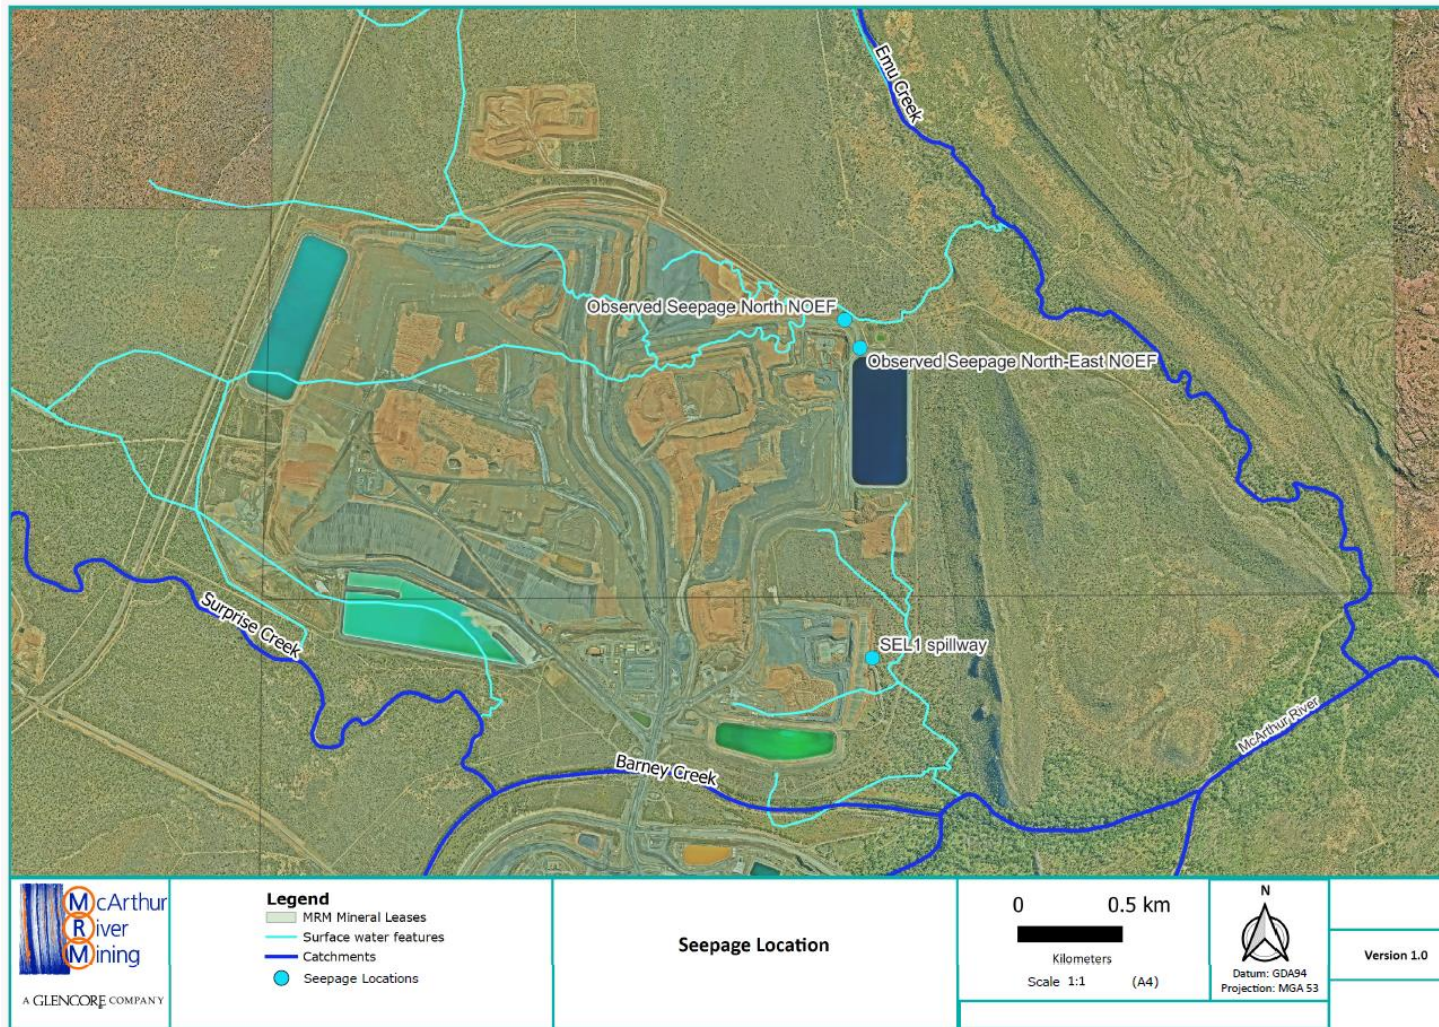 Emu Creek
Observed Seepage North NOEF
Observed Seepage North-East NOEF
Surprise Creek
SEL1 spillway
McArthur River
Barney Creek
McArthur
River
Mining
A GLENCORE COMPANY
Legend
MRM Mineral Leases
Surface water features
Catchments
Seepage Locations
Seepage Location
0 0.5 km
Kilometers
Scale 1:1 (A4)
N
Datum: GDA94
Projection: MGA 53
Version 1.0